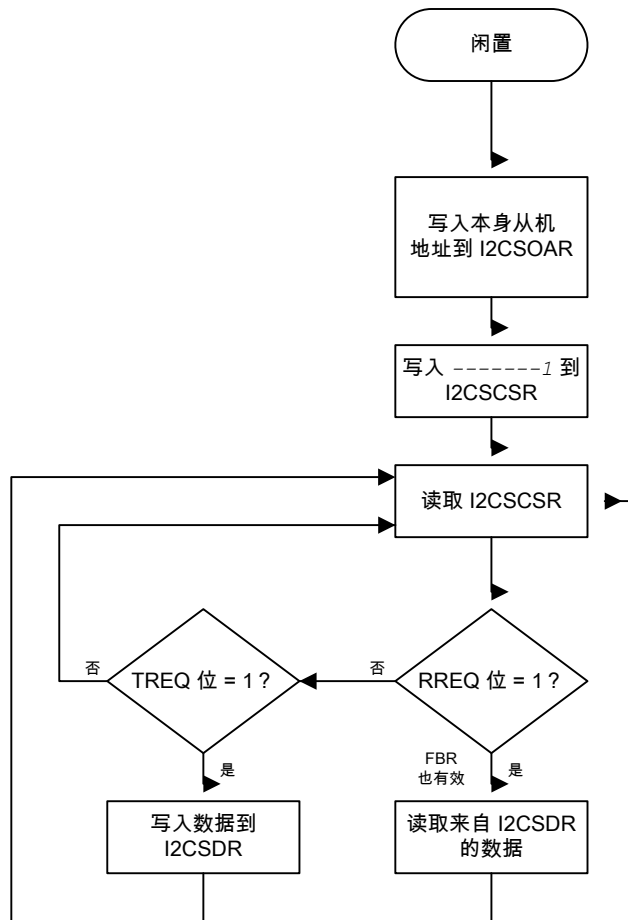 闲置
写入本身从机
地址到 I2CSOAR
写入 -------1 到
I2CSCSR
读取 I2CSCSR
否
TREQ 位 = 1？
否
RREQ 位 = 1？
是
FBR
也有效
是
写入数据到
I2CSDR
读取来自 I2CSDR
的数据